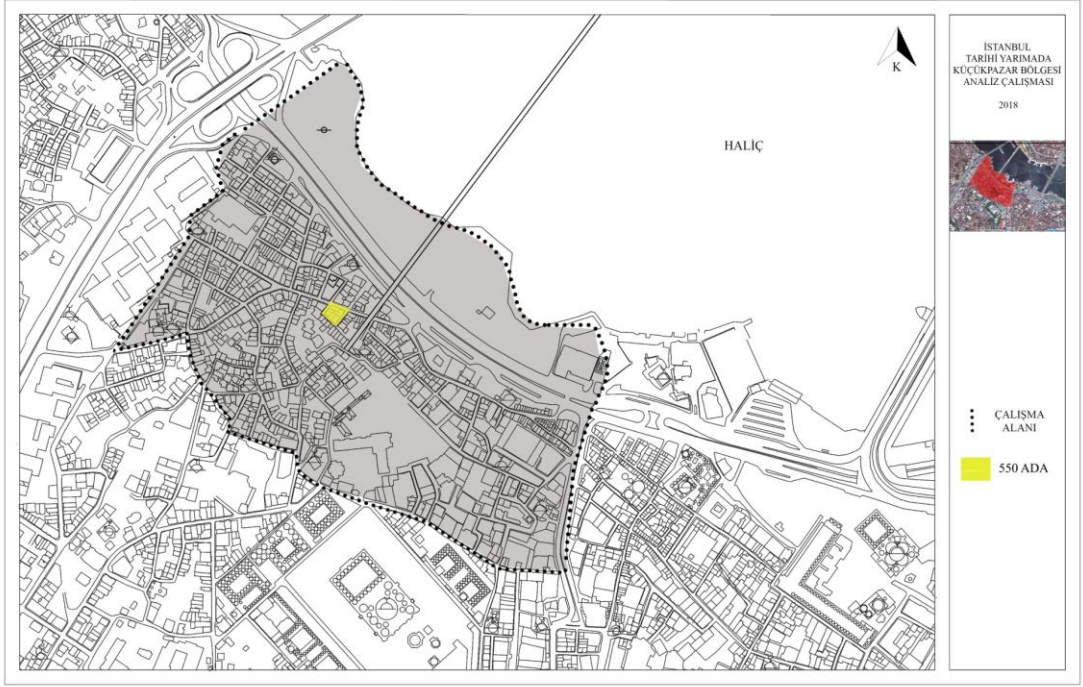 K
HALİÇ
İSTANBUL
TARİHİ YARIMADA
KÜÇÜKPAZAR BÖLGESİ
ANALİZ ÇALIŞMASI
2018
ÇALIŞMA
ALANI
550 ADA